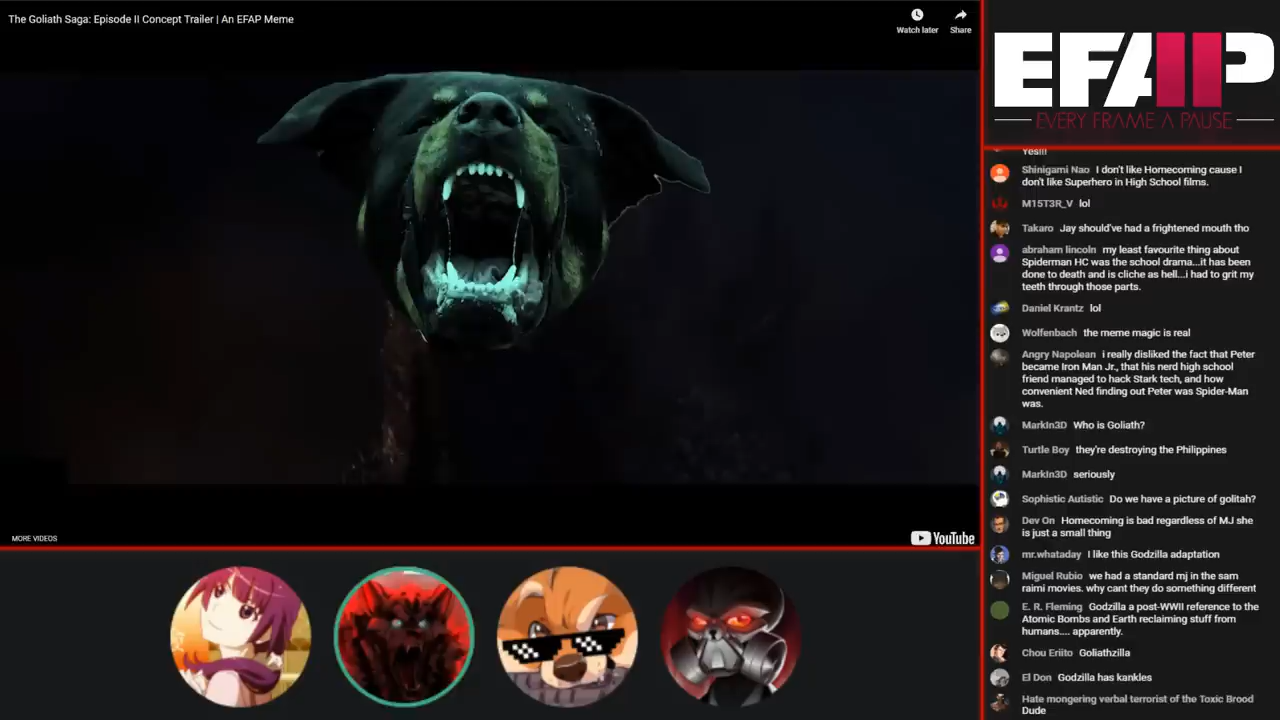 The Goliath Saga: Episode II Concept Trailer | An EFAP Meme
Watch later
Share
MORE VIDEOS
YouTube
EFAP
EVERY FRAME A PAUSE
Yes!!!
Shinigami Nao I don't like Homecoming cause I
don't like Superhero in High School films.
M15T3R_V lol
Takaro Jay should've had a frightened mouth tho
abraham lincoln my least favourite thing about
Spiderman HC was the school drama...it has been
done to death and is cliche as hell...i had to grit my
teeth through those parts.
Daniel Krantz lol
Wolfenbach the meme magic is real
Angry Napolean i really disliked the fact that Peter
became Iron Man Jr., that his nerd high school
friend managed to hack Stark tech, and how
convenient Ned finding out Peter was Spider-Man
was.
MarkIn3D Who is Goliath?
Turtle Boy they're destroying the Philippines
MarkIn3D seriously
Sophistic Autistic Do we have a picture of golitah?
Dev On Homecoming is bad regardless of MJ she
is just a small thing
mr.whataday I like this Godzilla adaptation
Miguel Rubio we had a standard mj in the sam
raimi movies. why cant they do something different
E. R. Fleming Godzilla a post-WWII reference to the
Atomic Bombs and Earth reclaiming stuff from
humans.... apparently.
Chou Eriito Goliathzilla
El Don Godzilla has kankles
Hate mongering verbal terrorist of the Toxic Brood
Dude